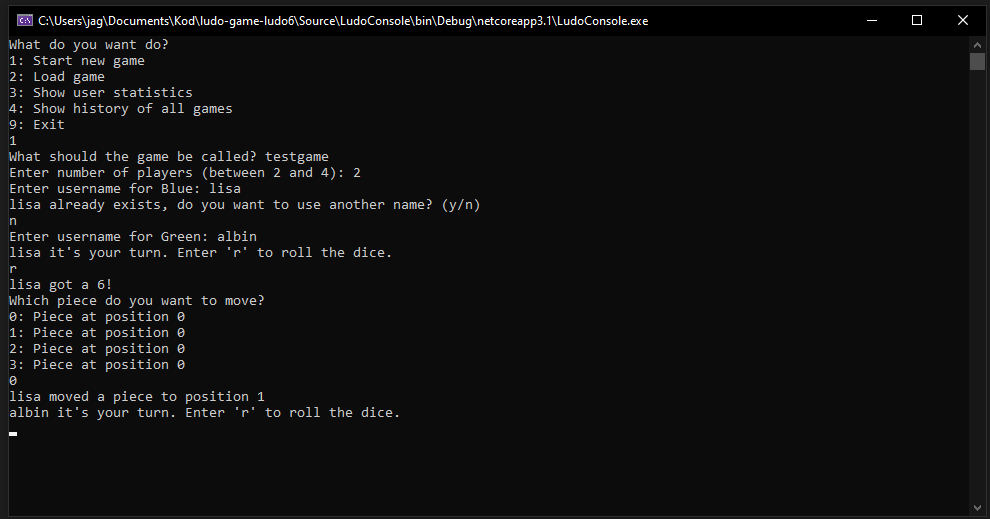 C:\Users\jag\Documents\Kod\ludo-game-ludo6\Source\LudoConsole\bin\Debug\netcoreapp3.1\LudoConsole.exe
What do you want do?
1: Start new game
2: Load game
3: Show user statistics
4: Show history of all games
9: Exit
1
What should the game be called? testgame
Enter number of players (between 2 and 4): 2
Enter username for Blue: lisa
lisa already exists, do you want to use another name? (y/n)
n
Enter username for Green: albin
lisa it's your turn. Enter 'r' to roll the dice.
r
lisa got a 6!
Which piece do you want to move?
0: Piece at position 0
1: Piece at position 0
2: Piece at position 0
3: Piece at position 0
0
lisa moved a piece to position 1
albin it's your turn. Enter 'r' to roll the dice.